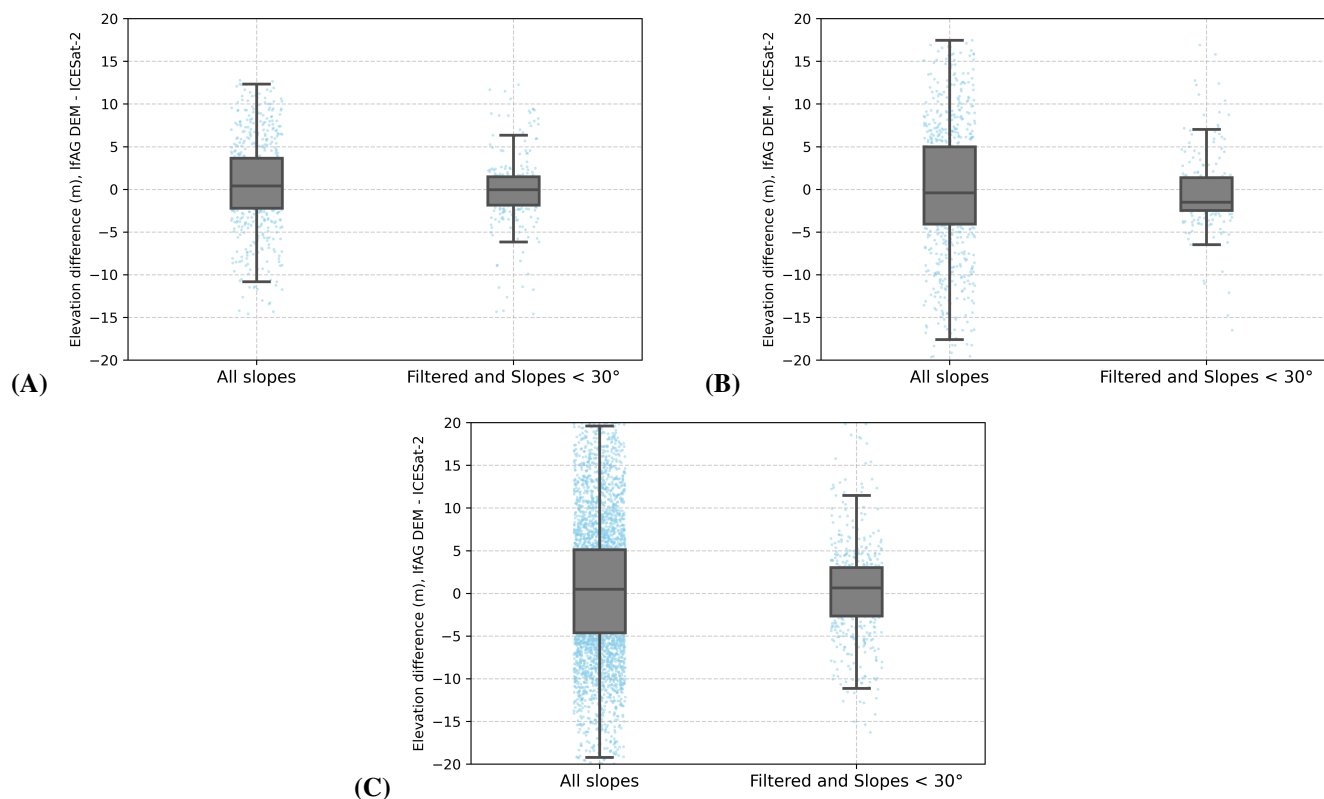 Elevation difference (m), IfAG DEM - ICESat-2
20
15
10
5
0
−5
−10
−15
−20
All slopes
Filtered and Slopes < 30°
(A)
Elevation difference (m), IfAG DEM - ICESat-2
20
15
10
5
0
−5
−10
−15
−20
All slopes
Filtered and Slopes < 30°
(B)
Elevation difference (m), IfAG DEM - ICESat-2
20
15
10
5
0
−5
−10
−15
−20
All slopes
Filtered and Slopes < 30°
(C)